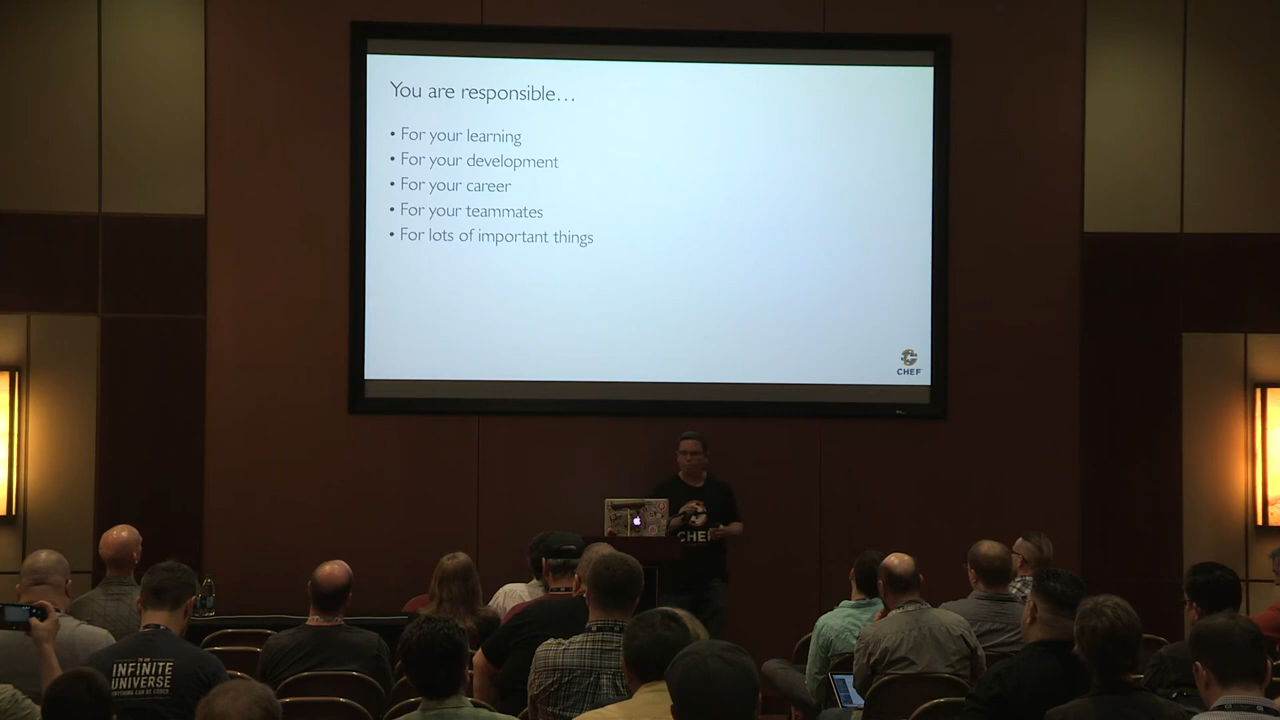 You are responsible…
• For your learning
• For your development
• For your career
• For your teammates
• For lots of important things
CHEF
CHEF
INFINITE
UNIVERSE